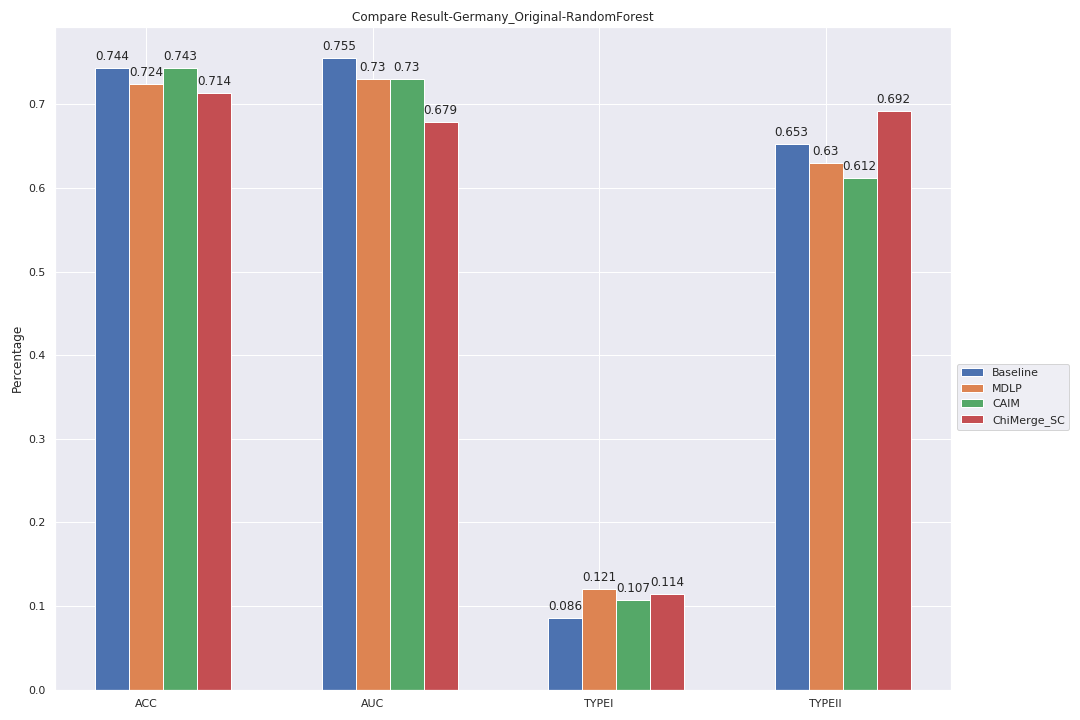 Compare Result-Germany_Original-RandomForest
Percentage
0.7
0.6
0.5
0.4
0.3
0.2
0.1
0.0
0.744
0.724
0.743
0.714
0.755
0.73
0.73
0.679
0.086
0.121
0.107
0.114
0.653
0.63
0.612
0.692
ACC
AUC
TYPEI
TYPEII
Baseline
MDLP
CAIM
ChiMerge_SC